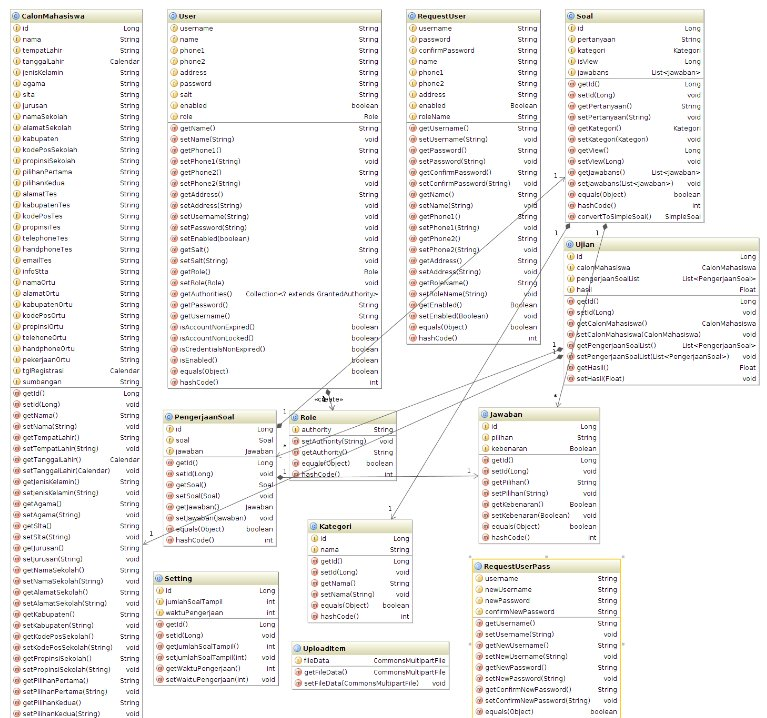 CalonMahasiswa
id Long
nama String
tempatLahir String
tanggalLahir Calendar
jenisKelamin String
agama String
sita String
jurusan String
namaSekolah String
alamatSekolah String
kabupaten String
kodePosSekolah String
propinsiSekolah String
pilihanPertama String
pilihanKedua String
alamatTes String
kabupatenTes String
kodePosTes String
propinsiTes String
telephoneTes String
handphoneTes String
emailTes String
infoStta String
namaOrtu String
alamatOrtu String
kabupatenOrtu String
kodePosOrtu String
propinsiOrtu String
teleheneOrtu String
handphoneOrtu String
pekerjaanOrtu String
tglRegistrasi Calendar
sumbangan String
getId() Long
setId(Long) void
getNama() String
setNama(String) void
getTempatLahir() String
setTempatLahir(String) void
getTanggalLahir() Calendar
setTanggalLahir(Calendar) void
getJenisKelamin() String
setJenisKelamin(String) void
getAgama() String
setAgama(String) void
getSita() String
setSita(String) void
getJurusan() String
setJurusan(String) void
getNamaSekolah() String
setNamaSekolah(String) void
getAlamatSekolah() String
setAlamatSekolah(String) void
getKabupaten() String
setKabupaten(String) void
getKodePosSekolah() String
setKodePosSekolah(String) void
getPropinsiSekolah() String
setPropinsiSekolah(String) void
getPilihanPertama() String
setPilihanPertama(String) void
getPilihanKedua() String
setPilihanKedua(String) void
User
username String
name String
phone1 String
phone2 String
address String
password String
salt String
enabled boolean
role Role
getName() String
setName(String) void
getPhone1() String
setPhone1(String) void
getPhone2() String
setPhone2(String) void
getAddress() String
setAddress(String) void
setUsername(String) void
setPassword(String) void
setEnabled(boolean) void
getSalt() String
setSalt(String) void
getRole() Role
setRole(Role) void
getAuthorities() Collection<? extends GrantedAuthority>
getPassword() String
getUsername() String
isAccountNonExpired() boolean
isAccountNonLocked() boolean
isCredentialsNonExpired() boolean
isEnabled() boolean
equals(Object) boolean
hashCode() int
RequestUser
username String
password String
confirmPassword String
name String
phone1 String
phone2 String
address String
enabled Boolean
roleName String
getUsername() String
setUsername(String) void
getPassword() String
setPassword(String) void
getConfirmPassword() String
setConfirmPassword(String) void
getName() String
setName(String) void
getPhone1() String
setPhone1(String) void
getPhone2() String
setPhone2(String) void
getAddress() String
setAddress(String) void
getRolename() String
setRoleName(String) void
getEnabled() Boolean
setEnabled(Boolean) void
equals(Object) boolean
hashCode() int
Soal
id Long
pertanyaan String
kategori Kategori
isView Long
jawabans List<Jawaban>
getId() Long
setId(Long) void
getPertanyaan() String
setPertanyaan(String) void
getKategori() Kategori
setKategori(Kategori) void
getView() Long
setView(Long) void
getJawabans() List<Jawaban>
setJawabans(List<Jawaban>) void
equals(Object) boolean
hashCode() int
convertToSimpleSoal() SimpleSoal
1
1
1
Ujian
id Long
calonMahasiswa CalonMahasiswa
pengerjaanSoalList List<PengerjaanSoal>
hasil Float
getId() Long
setId(Long) void
getCalonMahasiswa() CalonMahasiswa
setCalonMahasiswa(CalonMahasiswa) void
getPengerjaanSoalList() List<PengerjaanSoal>
setPengerjaanSoalList(List<PengerjaanSoal>) void
getHasil() Float
setHasil(Float) void
1
1
«create»
1
PengerjaanSoal
id Long
soal Soal
jawaban Jawaban
getId() Long
setId(Long) void
getSoal() Soal
setSoal(Soal) void
getJawaban() Jawaban
setJawaban(Jawaban) void
equals(Object) boolean
hashCode() int
1
*
1
Role
authority String
setAuthority(String) void
getAuthority() String
equals(Object) boolean
hashCode() int
*
1
Jawaban
id Long
pilihan String
kebenaran Boolean
getId() Long
setId(Long) void
getPilihan() String
setPilihan(String) void
getKebenaran() Boolean
setKebenaran(Boolean) void
equals(Object) boolean
hashCode() int
1
1
Kategori
id Long
nama String
getId() Long
setId(Long) void
getNama() String
setNama(String) void
equals(Object) boolean
hashCode() int
Setting
id Long
jumlahSoalTampil int
waktuPengerjaan int
getId() Long
setId(Long) void
getJumlahSoalTampil() int
setJumlahSoalTampil(int) void
getWaktuPengerjaan() int
setWaktuPengerjaan(int) void
UploadItem
fileData CommonsMultipartFile
getFileData() CommonsMultipartFile
setFileData(CommonsMultipartFile) void
RequestUserPass
username String
newUsername String
newPassword String
confirmNewPassword String
getUsername() String
setUsername(String) void
getNewUsername() String
setNewUsername(String) void
getNewPassword() String
setNewPassword(String) void
getConfirmNewPassword() String
setConfirmNewPassword(String) void
equals(Object) boolean